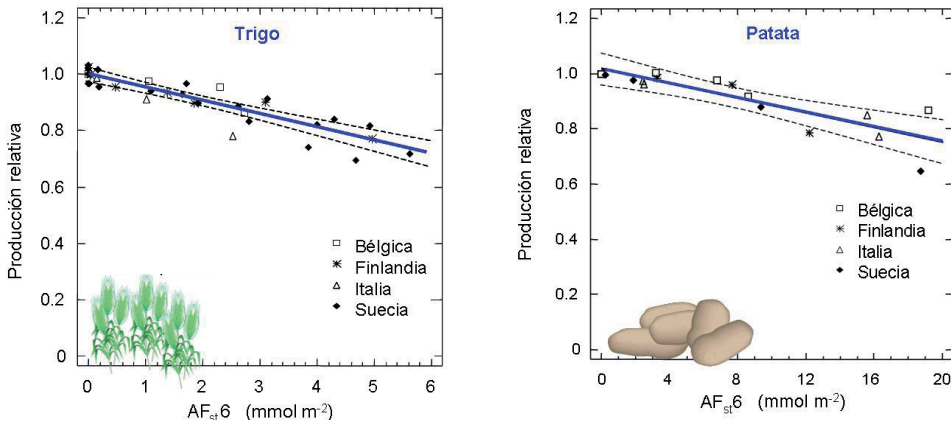 Trigo
Producción relativa
1.2
1.0
0.8
0.6
0.4
0.2
0
Bélgica
Finlandia
Italia
Suecia
0 1 2 3 4 5 6
AFst6 (mmol m-2)
Patata
Producción relativa
1.2
1.0
0.8
0.6
0.4
0.2
0
Bélgica
Finlandia
Italia
Suecia
0 4 8 12 16 20
AFst6 (mmol m-2)